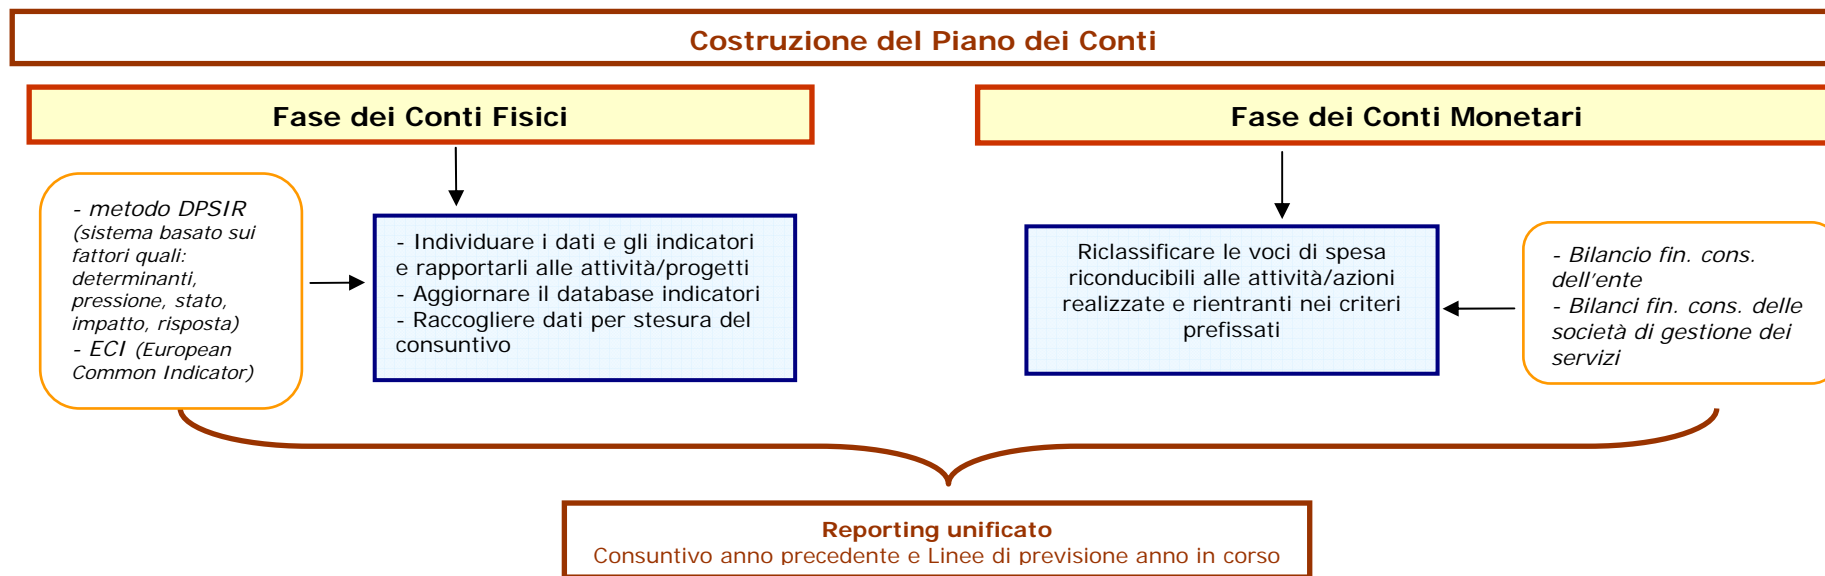 Costruzione del Piano dei Conti
Fase dei Conti Fisici
Fase dei Conti Monetari
- metodo DPSIR
(sistema basato sui
fattori quali:
determinanti,
pressione, stato,
impatto, risposta)
- ECI (European
Common Indicator)
- Individuare i dati e gli indicatori
e rapportarli alle attività/progetti
- Aggiornare il database indicatori
- Raccogliere dati per stesura del
consuntivo
Riclassificare le voci di spesa
riconducibili alle attività/azioni
realizzate e rientranti nei criteri
prefissati
- Bilancio fin. cons.
dell’ente
- Bilanci fin. cons. delle
società di gestione dei
servizi
Reporting unificato
Consuntivo anno precedente e Linee di previsione anno in corso